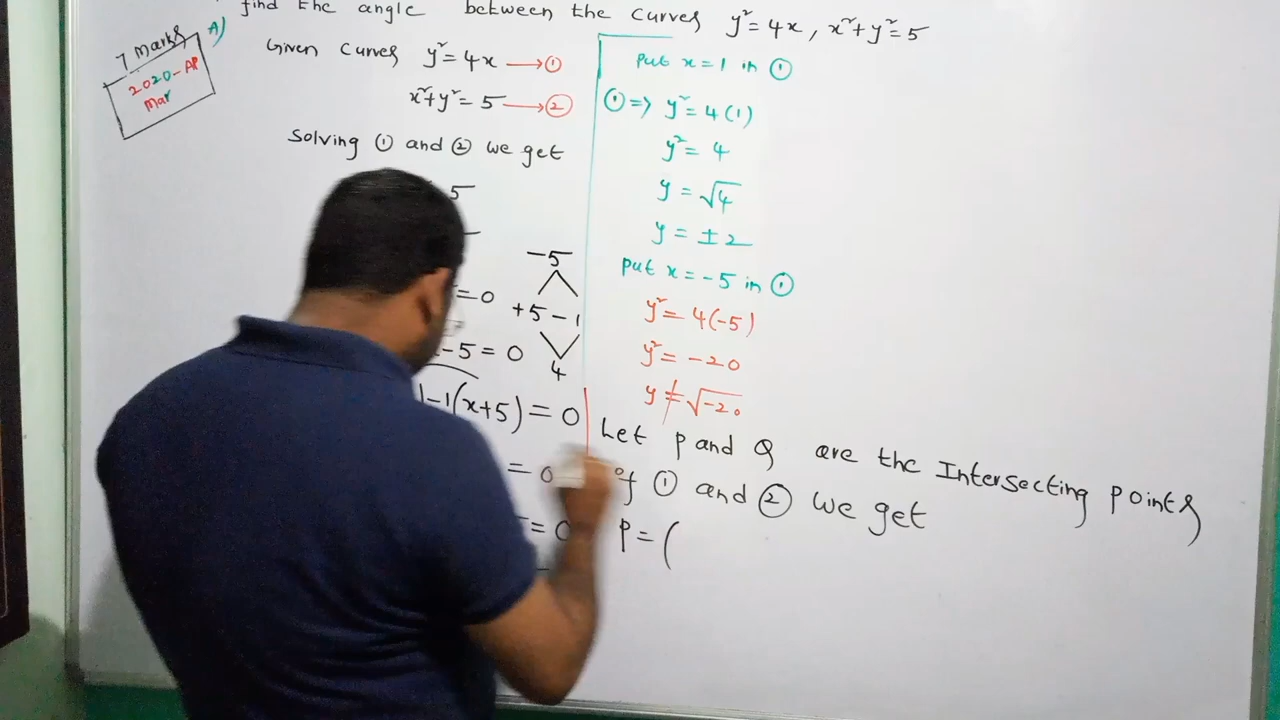 find the angle between the curves y² = 4x, x²+y² = 5
7 marks
2020-AP
Mar
A)
Given curves y² = 4x → ①
x²+y² = 5 → ②
Solving ① and ② we get
5
= 0
-5 = 0
-1(x+5) = 0
= 0
= 0
-5
+5 -1
4
put x = 1 in ①
① ⇒ y² = 4(1)
y² = 4
y = √4
y = ±2
put x = -5 in ①
y² = 4(-5)
y² = -20
y ≠ √-20
Let P and Q are the Intersecting points
of ① and ② we get
P = (